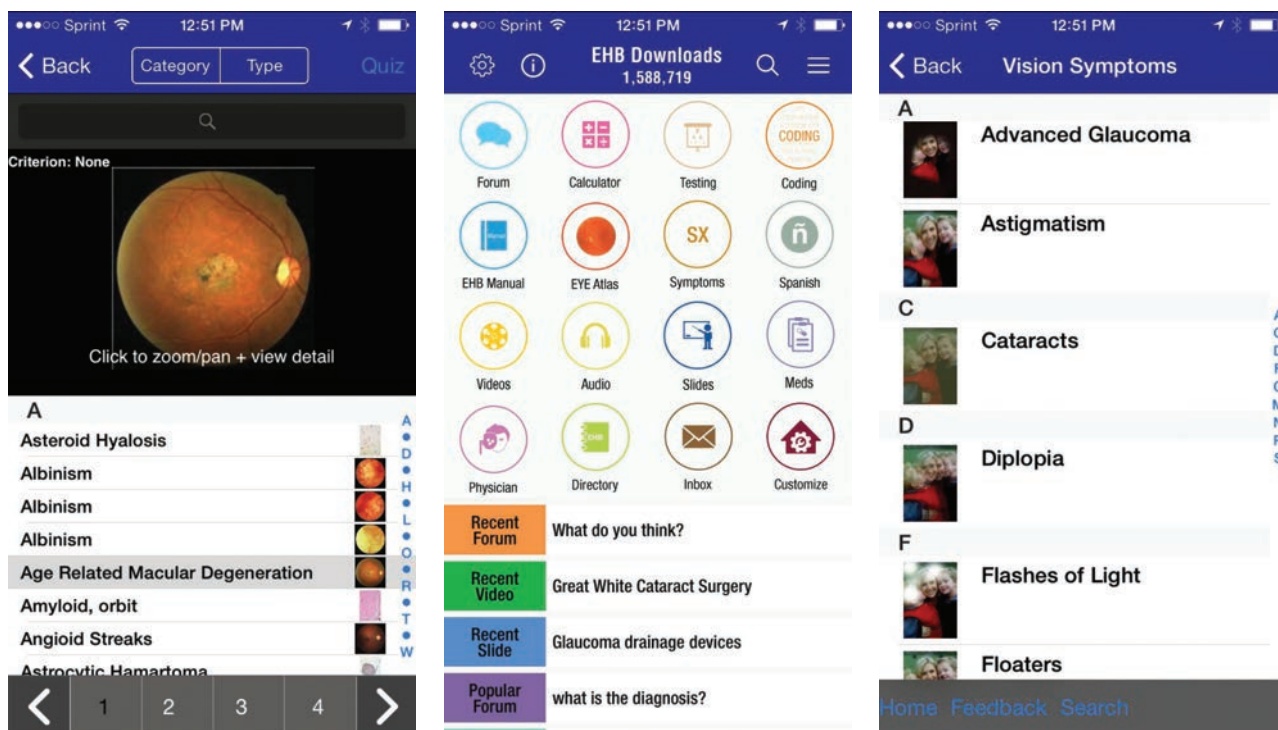 Sprint 12:51 PM
Back Category Type Quiz
Criterion: None
Click to zoom/pan + view detail
A
Asteroid Hyalosis
Albinism
Albinism
Albinism
Age Related Macular Degeneration
Amyloid, orbit
Angioid Streaks
Astrocytic Hamartoma
A
D
H
L
O
R
T
W
1 2 3 4
Sprint 12:51 PM
EHB Downloads
1,588,719
CODING
Forum Calculator Testing Coding
SX ñ
EHB Manual EYE Atlas Symptoms Spanish
Videos Audio Slides Meds
EHB
Physician Directory Inbox Customize
Recent Forum What do you think?
Recent Video Great White Cataract Surgery
Recent Slide Glaucoma drainage devices
Popular Forum what is the diagnosis?
Sprint 12:51 PM
Back Vision Symptoms
A
Advanced Glaucoma
Astigmatism
C
Cataracts
D
Diplopia
F
Flashes of Light
Floaters
Home Feedback Search